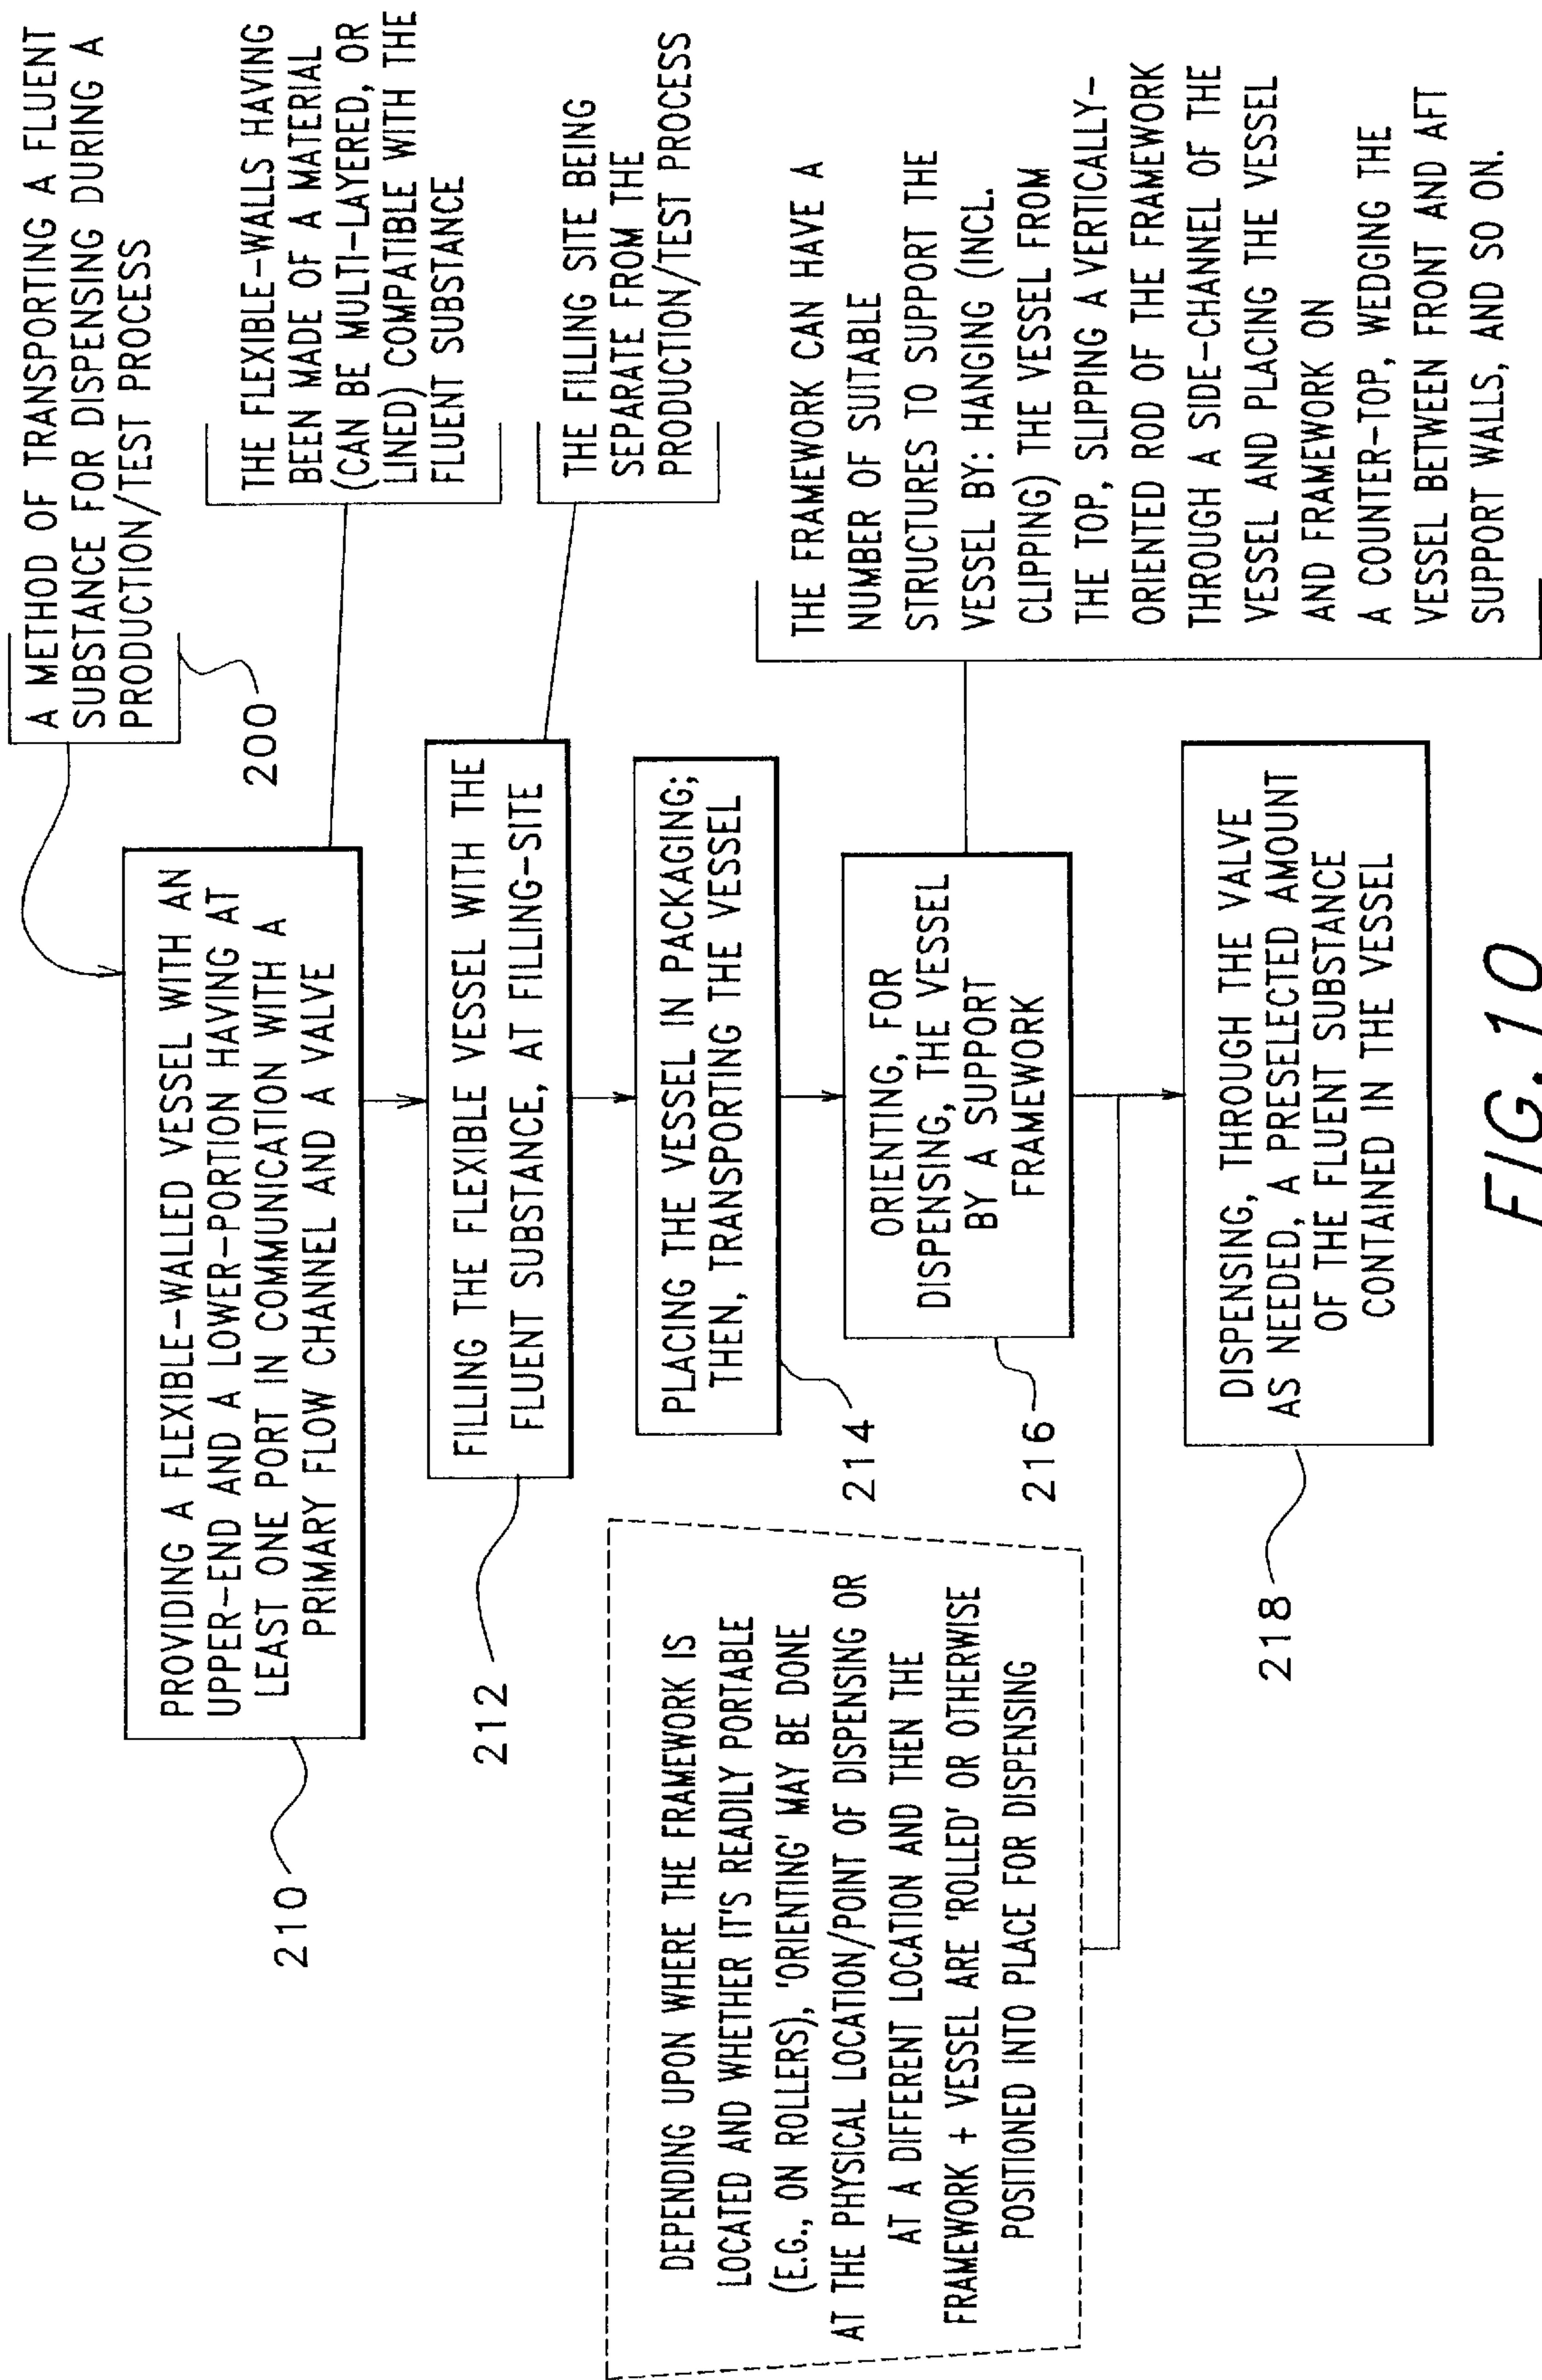 A METHOD OF TRANSPORTING A FLUENT
SUBSTANCE FOR DISPENSING DURING A
PRODUCTION/TEST PROCESS
200
PROVIDING A FLEXIBLE-WALLED VESSEL WITH AN
UPPER-END AND A LOWER-PORTION HAVING AT
LEAST ONE PORT IN COMMUNICATION WITH A
PRIMARY FLOW CHANNEL AND A VALVE
210
THE FLEXIBLE-WALLS HAVING
BEEN MADE OF A MATERIAL
(CAN BE MULTI-LAYERED, OR
LINED) COMPATIBLE WITH THE
FLUENT SUBSTANCE
FILLING THE FLEXIBLE VESSEL WITH THE
FLUENT SUBSTANCE, AT FILLING-SITE
212
THE FILLING SITE BEING
SEPARATE FROM THE
PRODUCTION/TEST PROCESS
PLACING THE VESSEL IN PACKAGING;
THEN, TRANSPORTING THE VESSEL
214
ORIENTING, FOR
DISPENSING, THE VESSEL
BY A SUPPORT
FRAMEWORK
216
THE FRAMEWORK CAN HAVE A
NUMBER OF SUITABLE
STRUCTURES TO SUPPORT THE
VESSEL BY: HANGING (INCL.
CLIPPING) THE VESSEL FROM
THE TOP, SLIPPING A VERTICALLY-
ORIENTED ROD OF THE FRAMEWORK
THROUGH A SIDE-CHANNEL OF THE
VESSEL AND PLACING THE VESSEL
AND FRAMEWORK ON
A COUNTER-TOP, WEDGING THE
VESSEL BETWEEN FRONT AND AFT
SUPPORT WALLS, AND SO ON.
DEPENDING UPON WHERE THE FRAMEWORK IS
LOCATED AND WHETHER IT'S READILY PORTABLE
(E.G., ON ROLLERS), 'ORIENTING' MAY BE DONE
AT THE PHYSICAL LOCATION/POINT OF DISPENSING OR
AT A DIFFERENT LOCATION AND THEN THE
FRAMEWORK + VESSEL ARE 'ROLLED' OR OTHERWISE
POSITIONED INTO PLACE FOR DISPENSING
DISPENSING, THROUGH THE VALVE
AS NEEDED, A PRESELECTED AMOUNT
OF THE FLUENT SUBSTANCE
CONTAINED IN THE VESSEL
218
FIG. 10